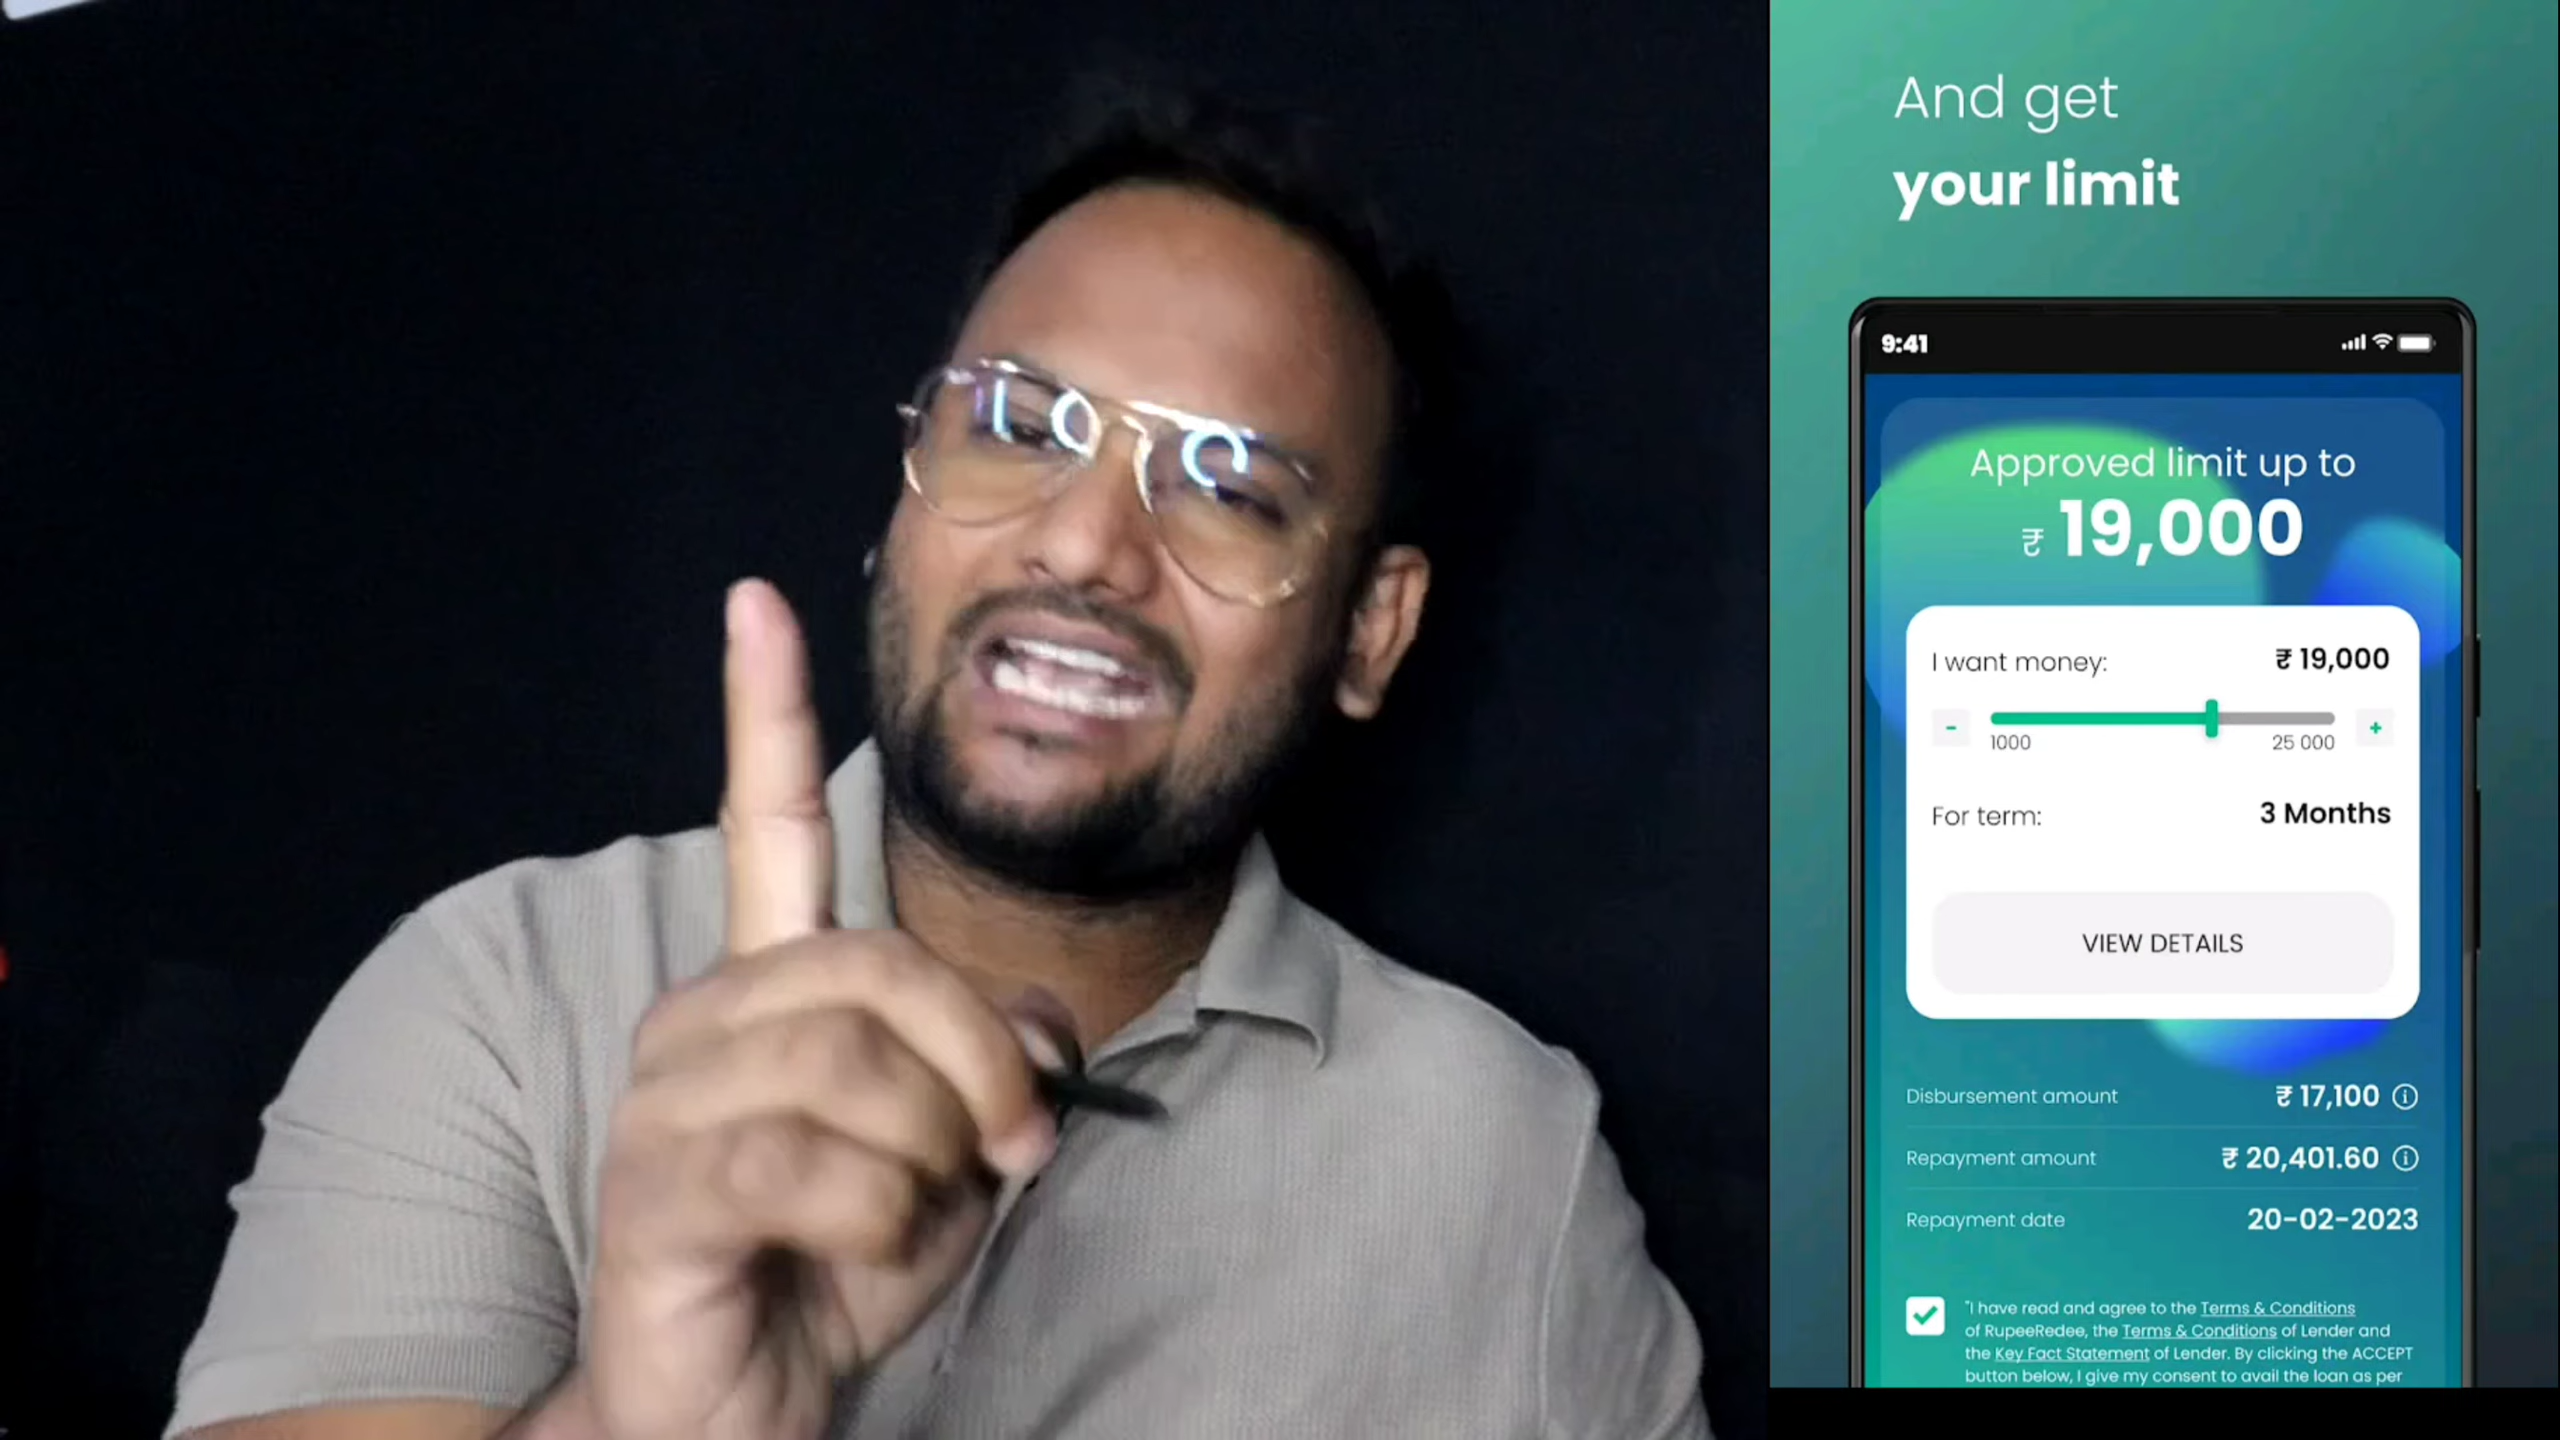 And get
your limit
9:41
Approved limit up to
₹ 19,000
I want money: ₹ 19,000
- +
1000 25 000
For term: 3 Months
VIEW DETAILS
Disbursement amount ₹ 17,100
Repayment amount ₹ 20,401.60
Repayment date 20-02-2023
"I have read and agree to the Terms & Conditions
of RupeeRedee, the Terms & Conditions of Lender and
the Key Fact Statement of Lender. By clicking the ACCEPT
button below, I give my consent to avail the loan as per